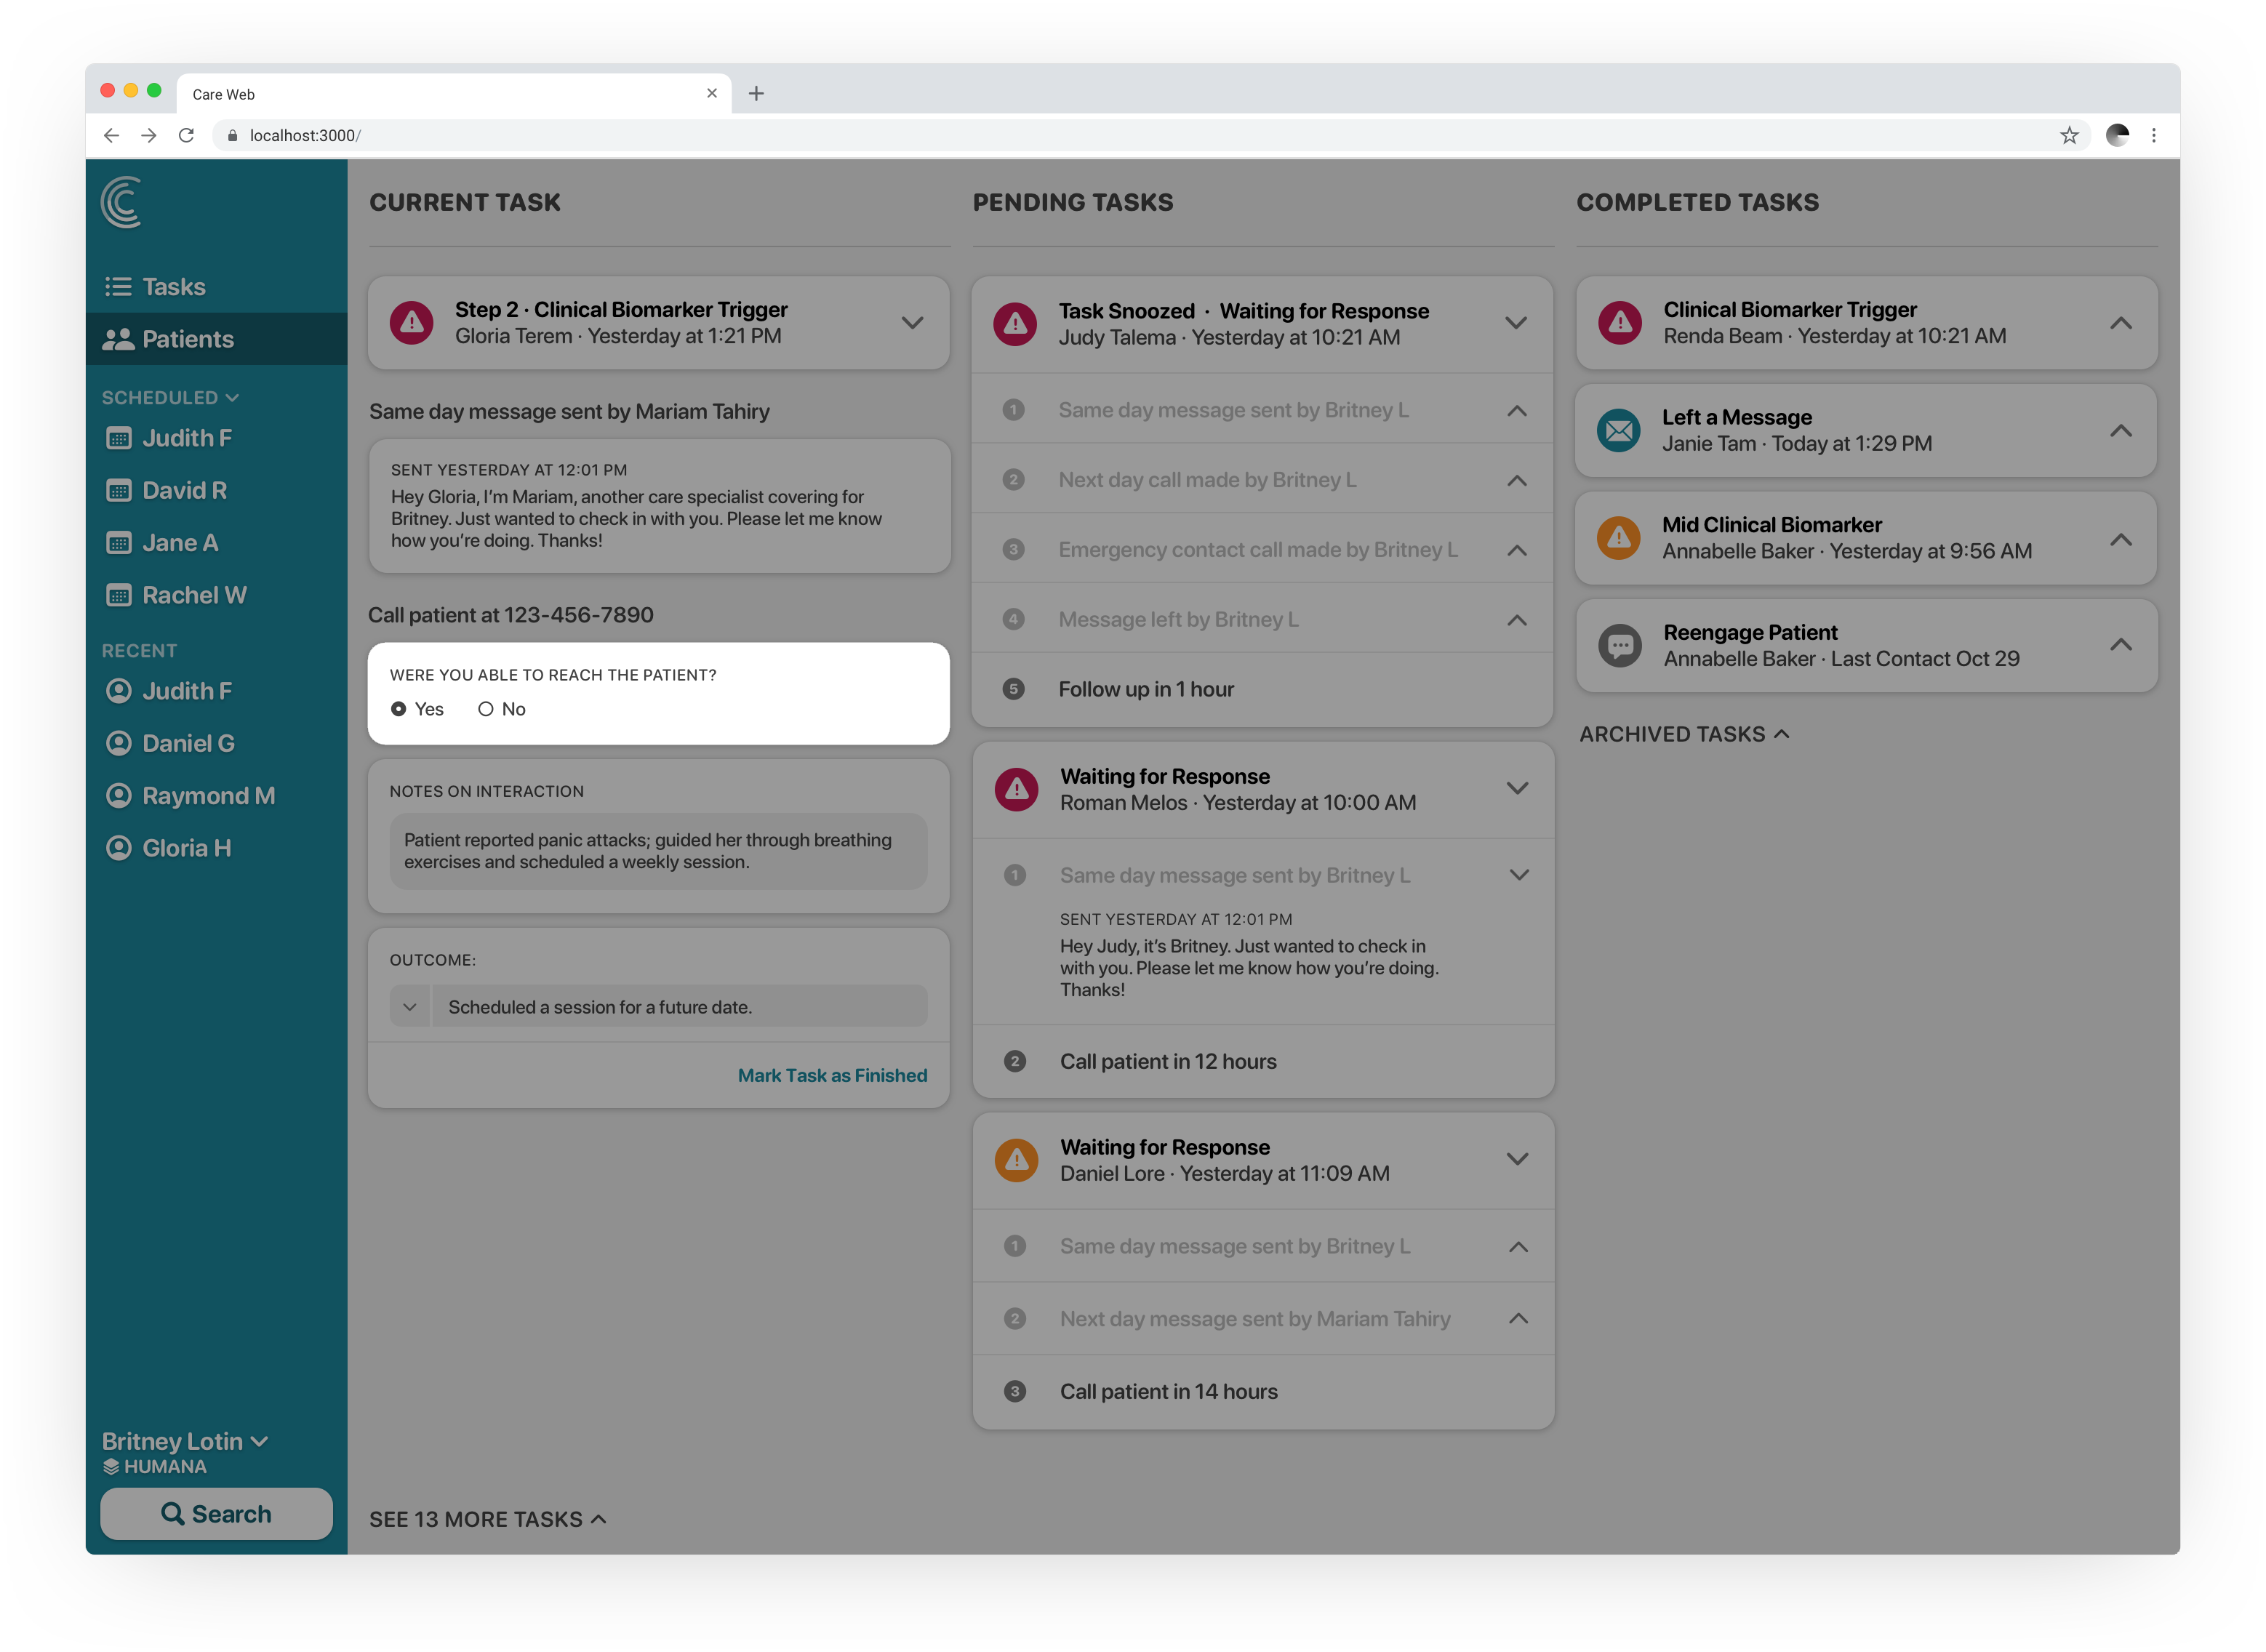 Care Web
localhost:3000/
Tasks
Patients
SCHEDULED
Judith F
David R
Jane A
Rachel W
RECENT
Judith F
Daniel G
Raymond M
Gloria H
Britney Lotin
HUMANA
Search
CURRENT TASK
Step 2 · Clinical Biomarker Trigger
Gloria Terem · Yesterday at 1:21 PM
Same day message sent by Mariam Tahiry
SENT YESTERDAY AT 12:01 PM
Hey Gloria, I’m Mariam, another care specialist covering for
Britney. Just wanted to check in with you. Please let me know
how you’re doing. Thanks!
Call patient at 123-456-7890
WERE YOU ABLE TO REACH THE PATIENT?
Yes No
NOTES ON INTERACTION
Patient reported panic attacks; guided her through breathing
exercises and scheduled a weekly session.
OUTCOME:
Scheduled a session for a future date.
Mark Task as Finished
SEE 13 MORE TASKS
PENDING TASKS
Task Snoozed · Waiting for Response
Judy Talema · Yesterday at 10:21 AM
1 Same day message sent by Britney L
2 Next day call made by Britney L
3 Emergency contact call made by Britney L
4 Message left by Britney L
5 Follow up in 1 hour
Waiting for Response
Roman Melos · Yesterday at 10:00 AM
1 Same day message sent by Britney L
SENT YESTERDAY AT 12:01 PM
Hey Judy, it’s Britney. Just wanted to check in
with you. Please let me know how you’re doing.
Thanks!
2 Call patient in 12 hours
Waiting for Response
Daniel Lore · Yesterday at 11:09 AM
1 Same day message sent by Britney L
2 Next day message sent by Mariam Tahiry
3 Call patient in 14 hours
COMPLETED TASKS
Clinical Biomarker Trigger
Renda Beam · Yesterday at 10:21 AM
Left a Message
Janie Tam · Today at 1:29 PM
Mid Clinical Biomarker
Annabelle Baker · Yesterday at 9:56 AM
Reengage Patient
Annabelle Baker · Last Contact Oct 29
ARCHIVED TASKS